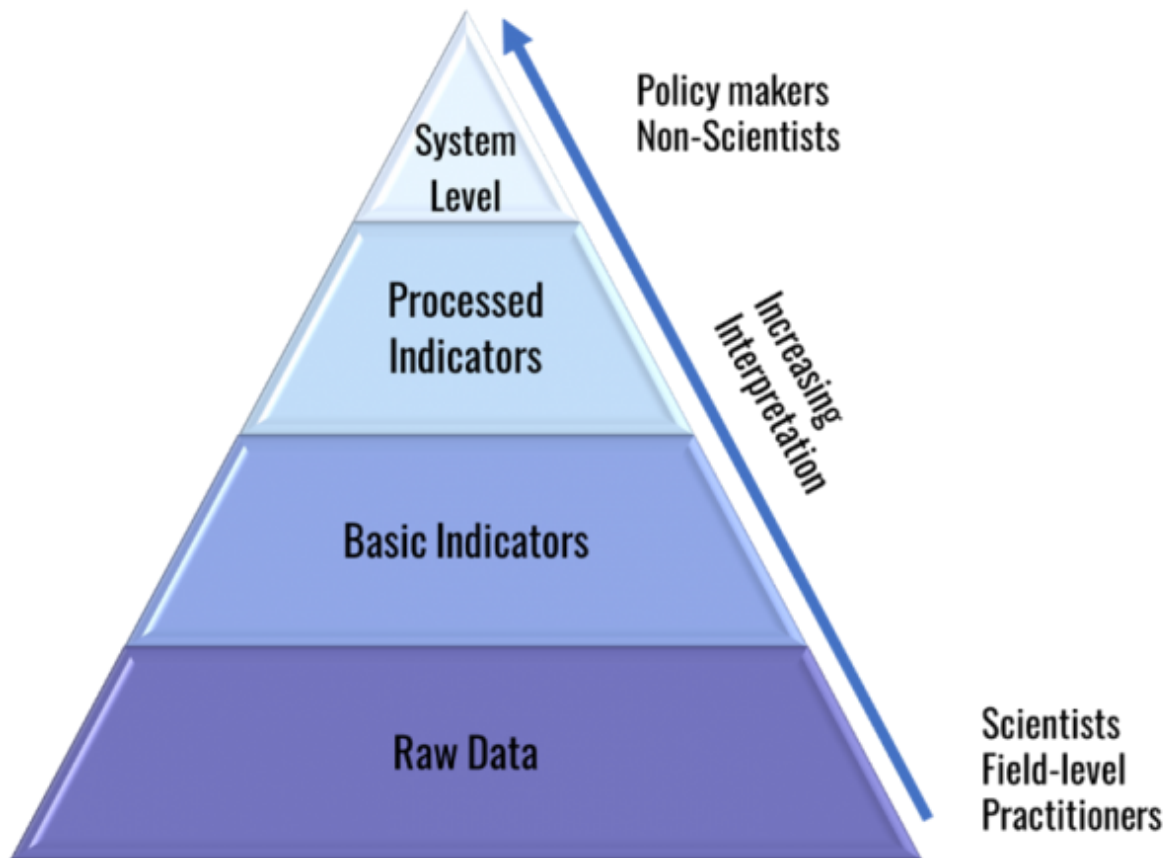 Policy makers
Non-Scientists
System
Level
Processed
Indicators
Increasing
Interpretation
Basic Indicators
Raw Data
Scientists
Field-level
Practitioners